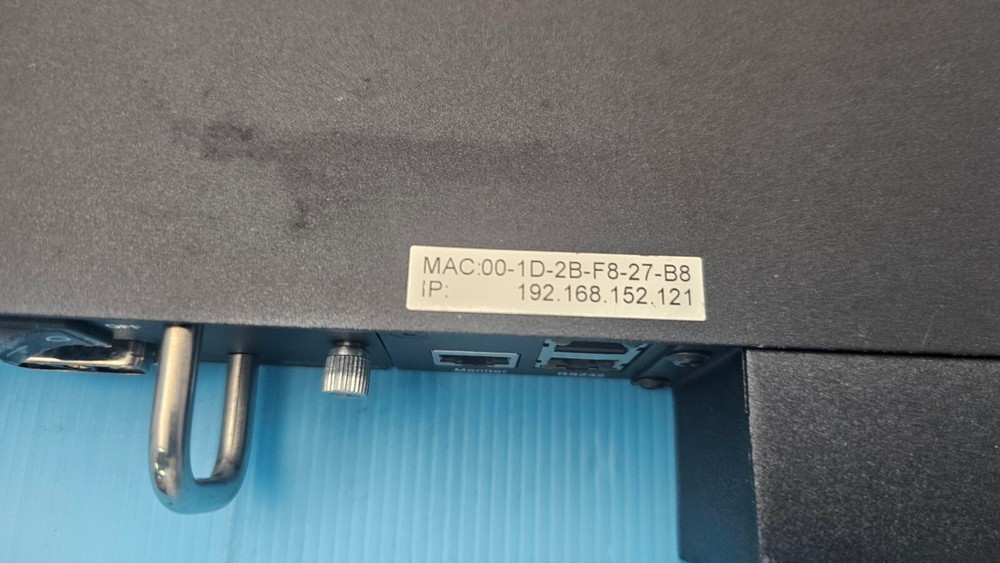 MAC:00-1D-2B-F8-27-B8
IP: 192.168.152.121
Monitor
RS232